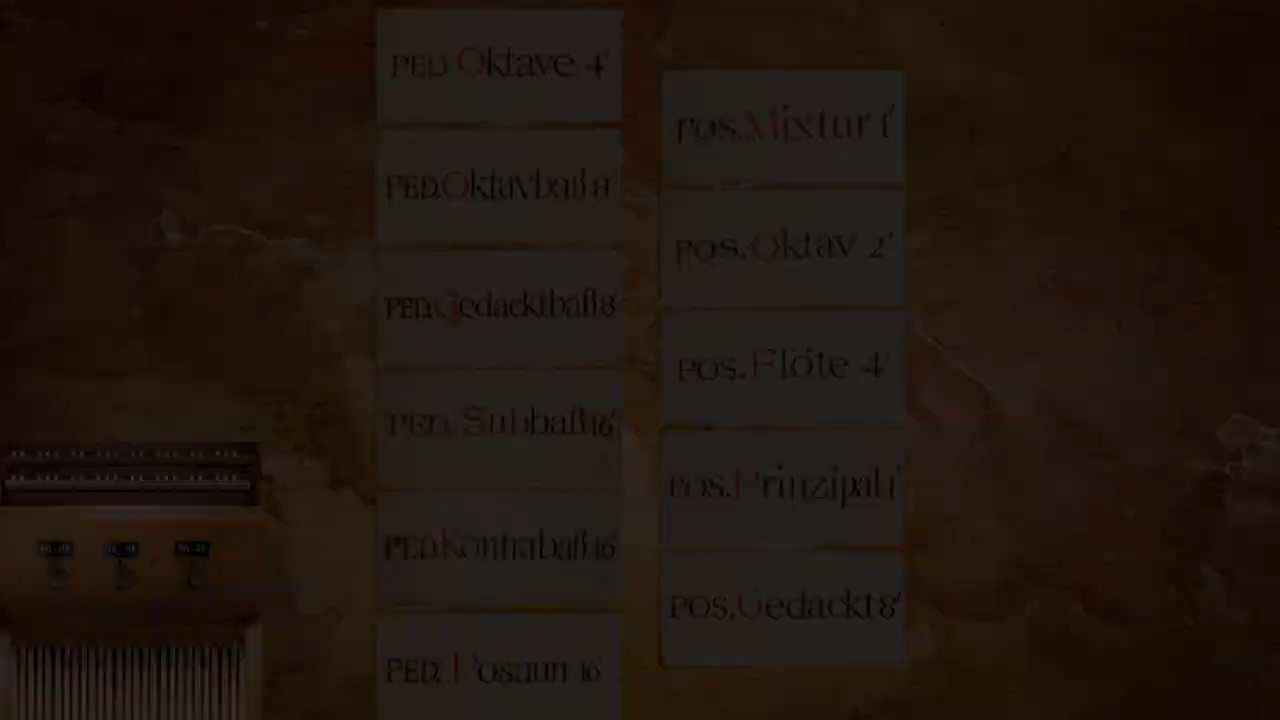 PED Oktave 4'
PED.Oktavbaß 8'
PED.Gedacktbaß 8'
PED. Subbaß 16'
PED.Kontrabaß 16'
PED. Posaun 16'
POS.Mixtur 1'
POS.Oktav 2'
POS.Flöte 4'
POS.Prinzipal 4'
POS.Gedackt 8'